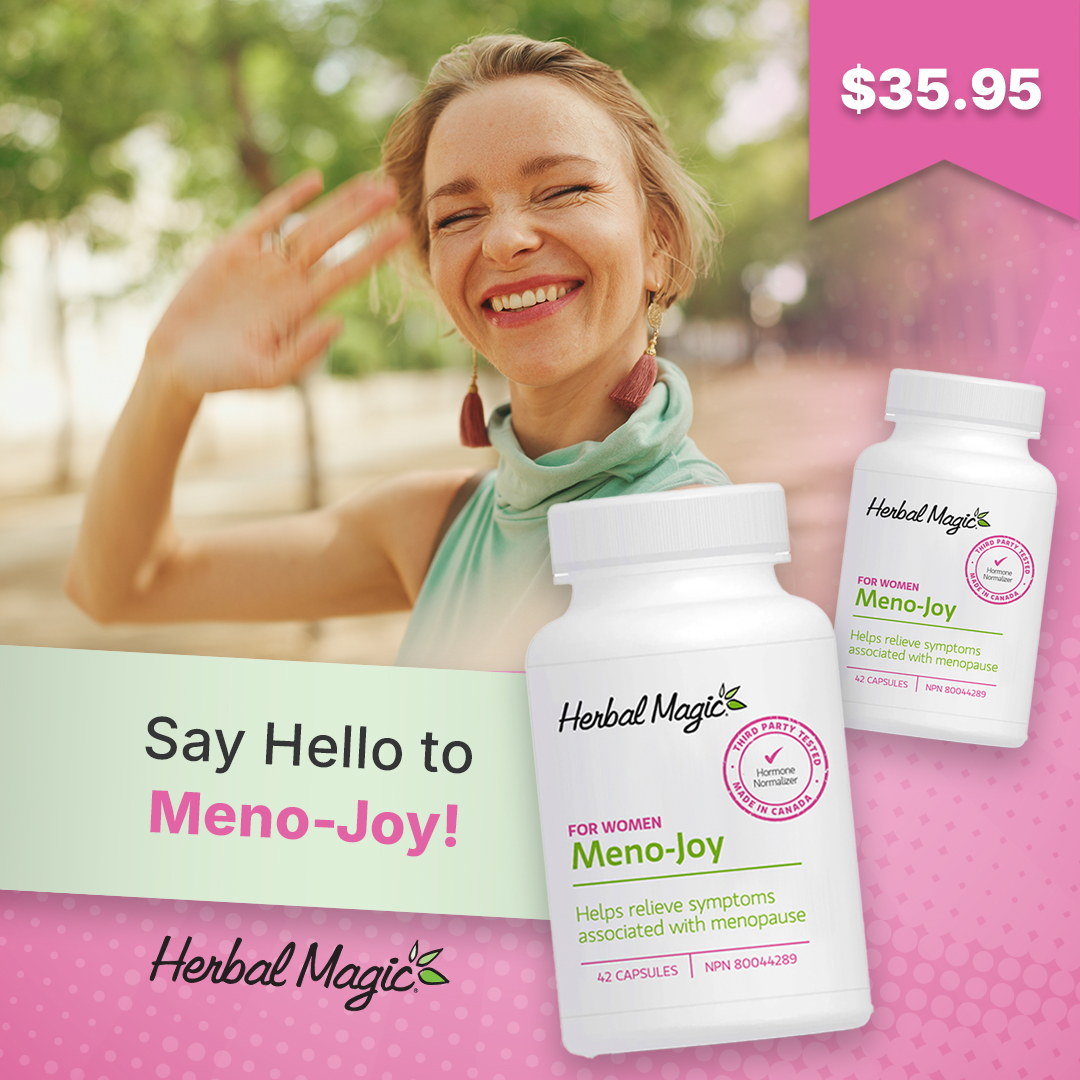 $35.95
Herbal Magic
THIRD PARTY TESTED
Hormone
Normalizer
MADE IN CANADA
FOR WOMEN
Meno-Joy
Helps relieve symptoms
associated with menopause
42 CAPSULES | NPN 80044289
Say Hello to
Meno-Joy!
Herbal Magic
THIRD PARTY TESTED
Hormone
Normalizer
MADE IN CANADA
FOR WOMEN
Meno-Joy
Helps relieve symptoms
associated with menopause
42 CAPSULES | NPN 80044289
Herbal Magic®